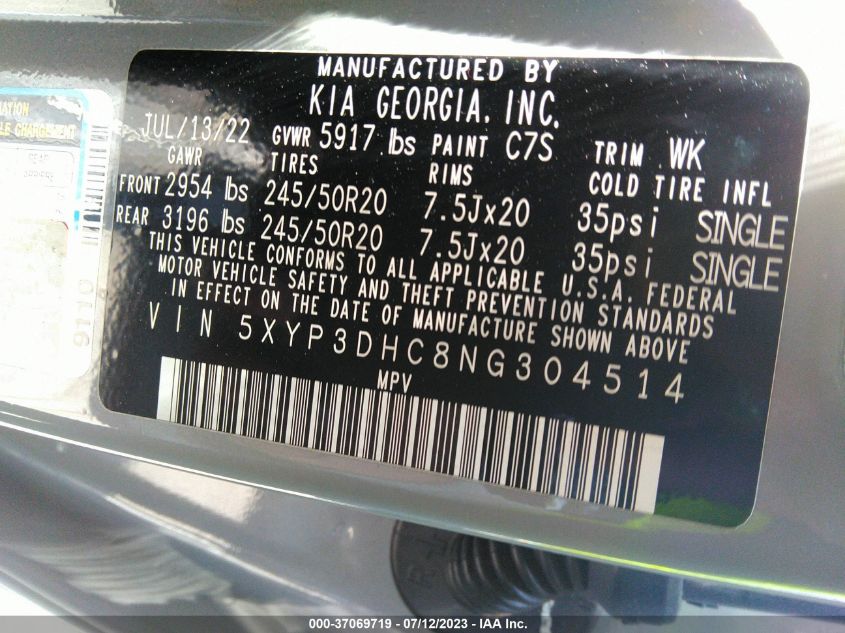 MANUFACTURED BY
KIA GEORGIA. INC.
JUL/13/22 GVWR 5917 lbs PAINT C7S TRIM WK
GAWR TIRES RIMS COLD TIRE INFL
FRONT 2954 lbs 245/50R20 7.5Jx20 35psi SINGLE
REAR 3196 lbs 245/50R20 7.5Jx20 35psi SINGLE
THIS VEHICLE CONFORMS TO ALL APPLICABLE U.S.A. FEDERAL
MOTOR VEHICLE SAFETY AND THEFT PREVENTION STANDARDS
IN EFFECT ON THE DATE OF MANUFACTURE SHOWN ABOVE
VIN 5XYP3DHC8NG304514
MPV
CHARGEMENT
9110
000-37069719 - 07/12/2023 - IAA Inc.